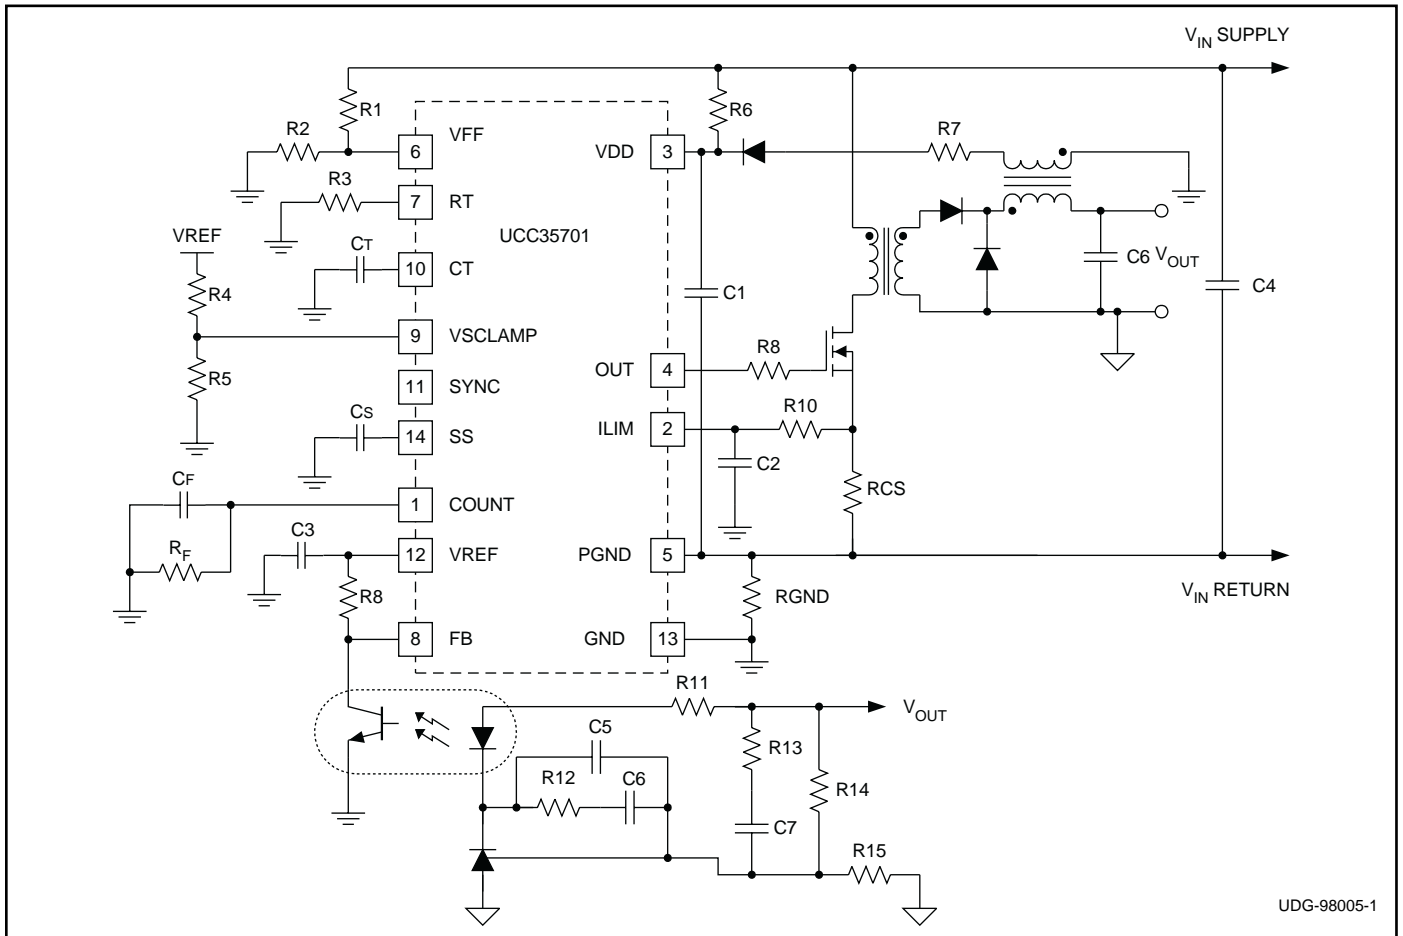 VIN SUPPLY
R1
R6
R2
VFF
6
VDD
3
R7
R3
7
RT
VREF
UCC35701
CT
10
CT
C6
VOUT
R4
C1
C4
9
VSCLAMP
R8
R5
11
SYNC
OUT
4
R10
CS
14
SS
ILIM
2
C2
RCS
CF
1
COUNT
C3
RF
12
VREF
PGND
5
R8
RGND
VIN RETURN
8
FB
GND
13
R11
VOUT
C5
R13
R12
C6
R14
C7
R15
UDG-98005-1